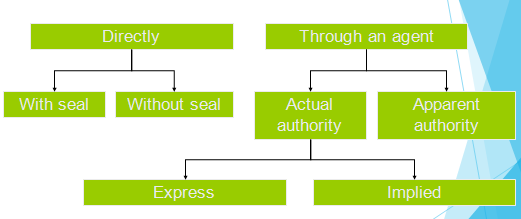 Directly
Through an agent
With seal
Without seal
Actual
authority
Apparent
authority
Express
Implied